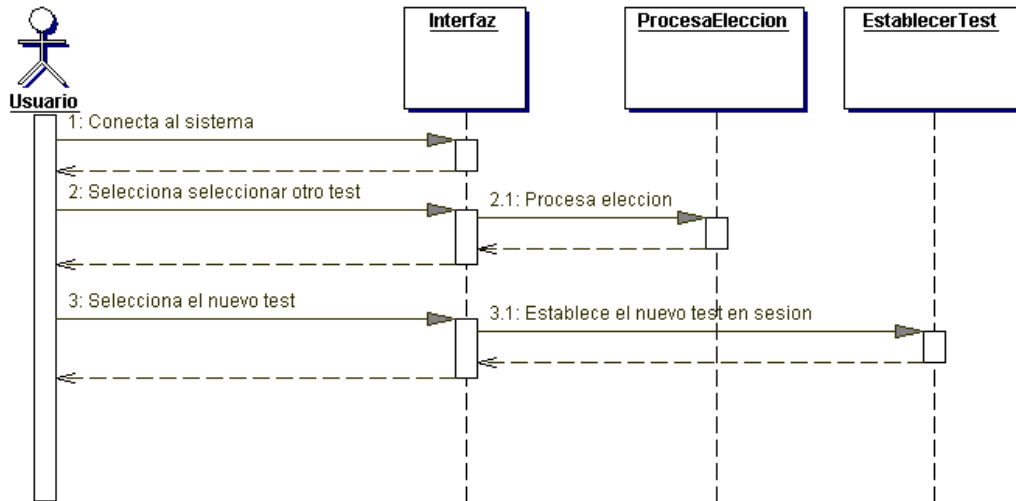 Interfaz
ProcesaEleccion
EstablecerTest
Usuario
1: Conecta al sistema
2: Selecciona seleccionar otro test
2.1: Procesa eleccion
3: Selecciona el nuevo test
3.1: Establece el nuevo test en sesion